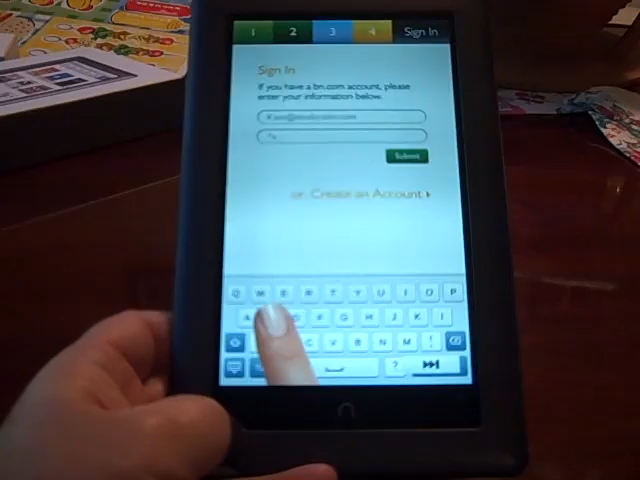 1 2 3 4 Sign In
Sign In
If you have a bn.com account, please
enter your information below.
Submit
or Create an Account
Q W E R T Y U I O P
A F G H J K l
C V B N M
?